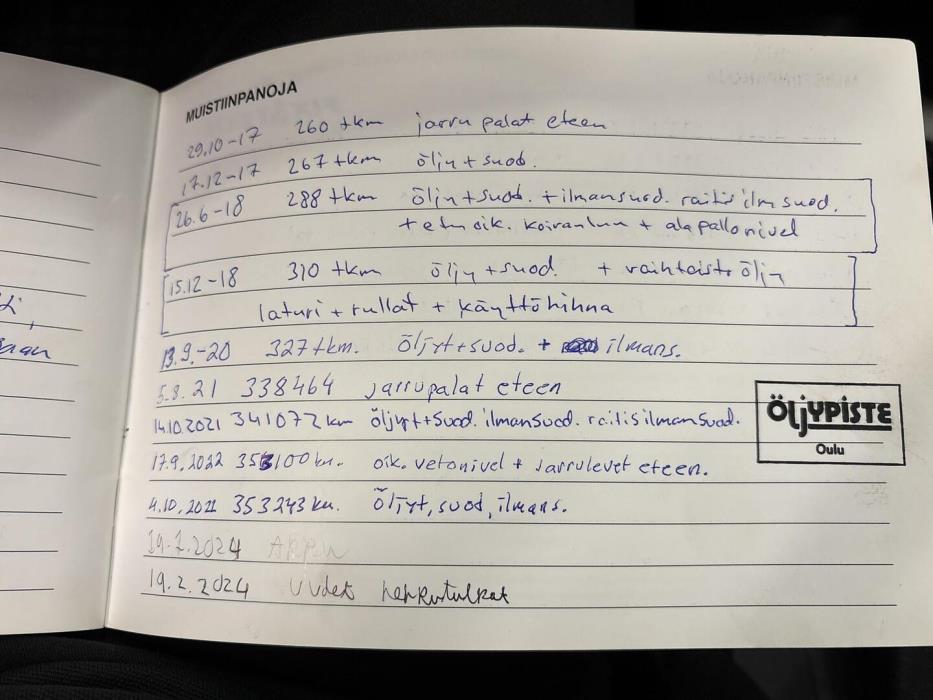 MUISTIINPANOJA
29.10-17 260 tkm jarrupalat eteen
17.12-17 267 tkm öljy + suod.
26.6-18 288 tkm öljy + suod. + ilmansuod. raitis ilm suod.
+ etu oik. koiranluu + alapallonivel
15.12-18 310 tkm öljy + suod. + vaihteisto öljy
laturi + rullat + käyttöhihna
13.9.-20 327 tkm. öljyt + suod. + ilmans.
5.8.21 338464 jarrupalat eteen
14.10.2021 341072 km öljyt + suod. ilmansuod. raitisilmansuod.
ÖLJYPISTE
Oulu
17.9.2022 353100 km. oik. vetonivel + jarrulevet eteen.
4.10.2022 353243 km. Öljyt, suod, ilmans.
19.7.2024
19.2.2024 uudet hehkutulkat